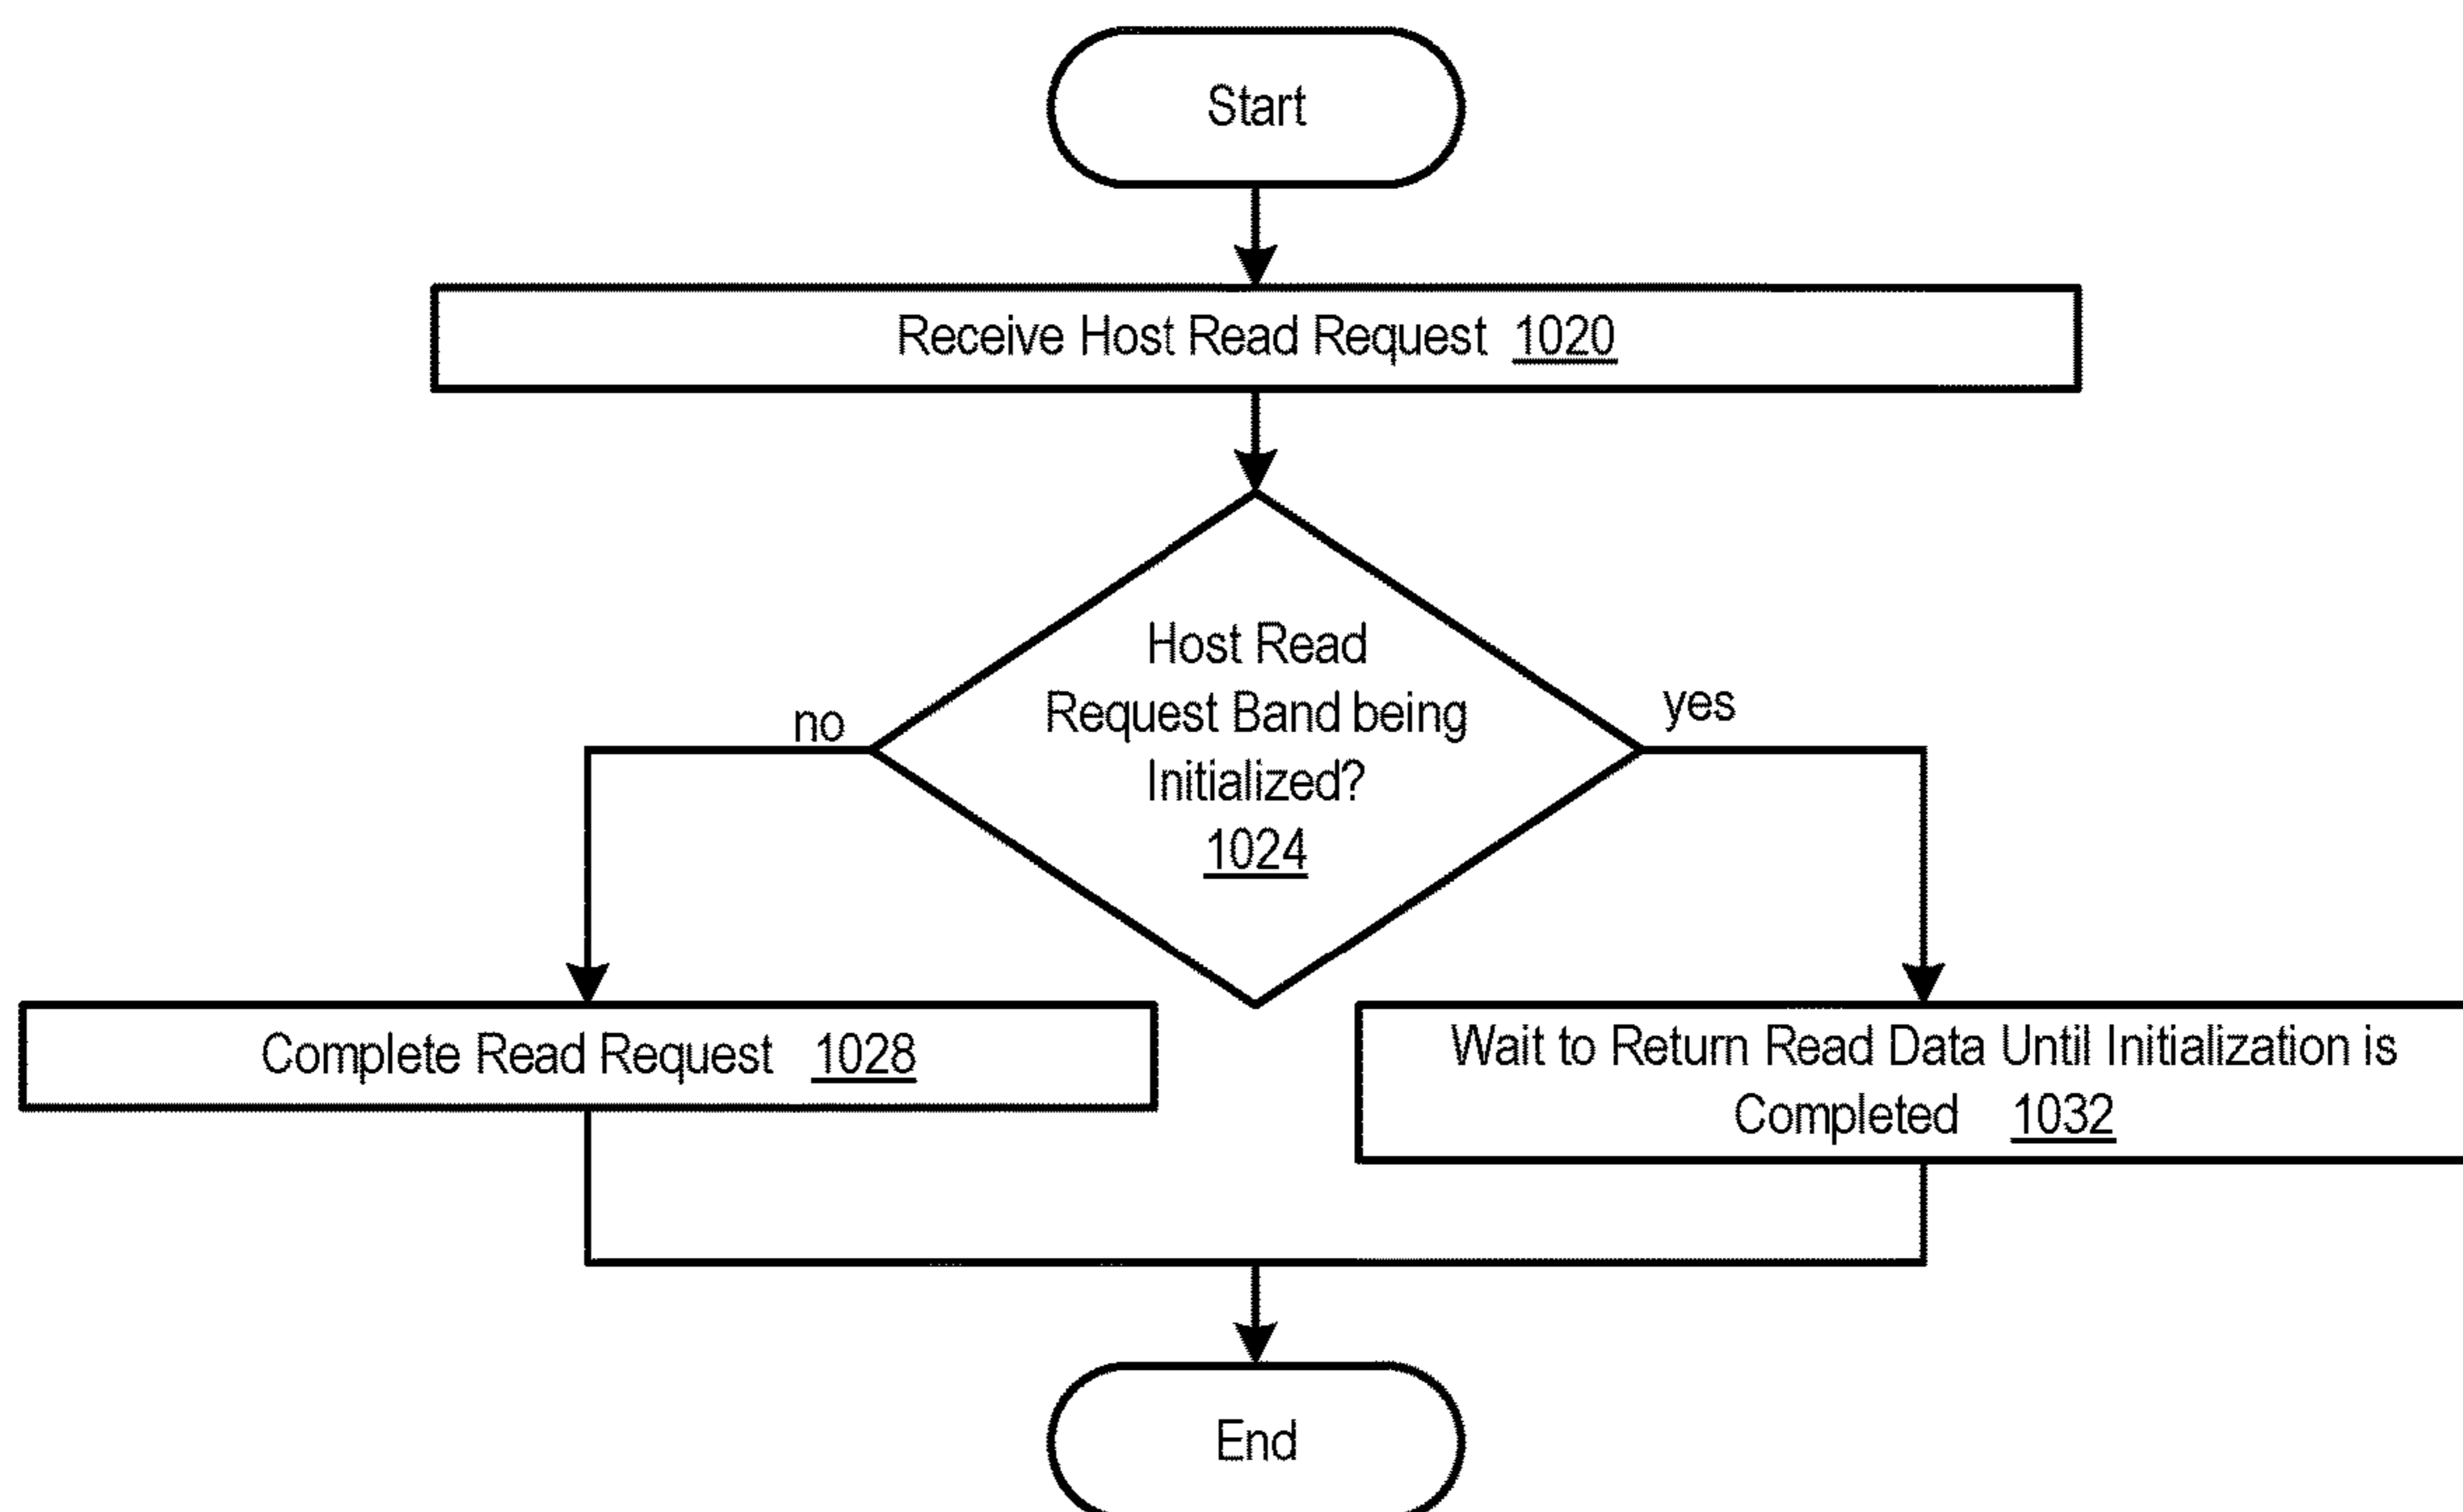 Start
Receive Host Read Request 1020
Host Read
Request Band being
Initialized?
1024
no
yes
Complete Read Request 1028
Wait to Return Read Data Until Initialization is
Completed 1032
End